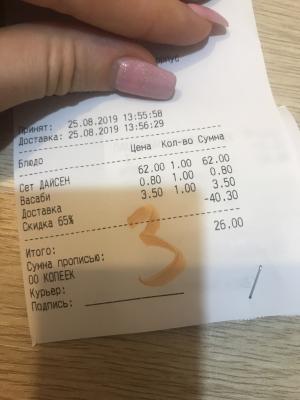 Принят: 25.08.2019 13:55:58
Доставка: 25.08.2019 13:56:29
Блюдо Цена Кол-во Сумма
Сет ДАЙСЕН 62.00 1.00 62.00
Васаби 0.80 1.00 0.80
Доставка 3.50 1.00 3.50
Скидка 65% -40.30
Итого: 26.00
Сумма прописью:
00 КОПЕЕК
Курьер:
Подпись:
3